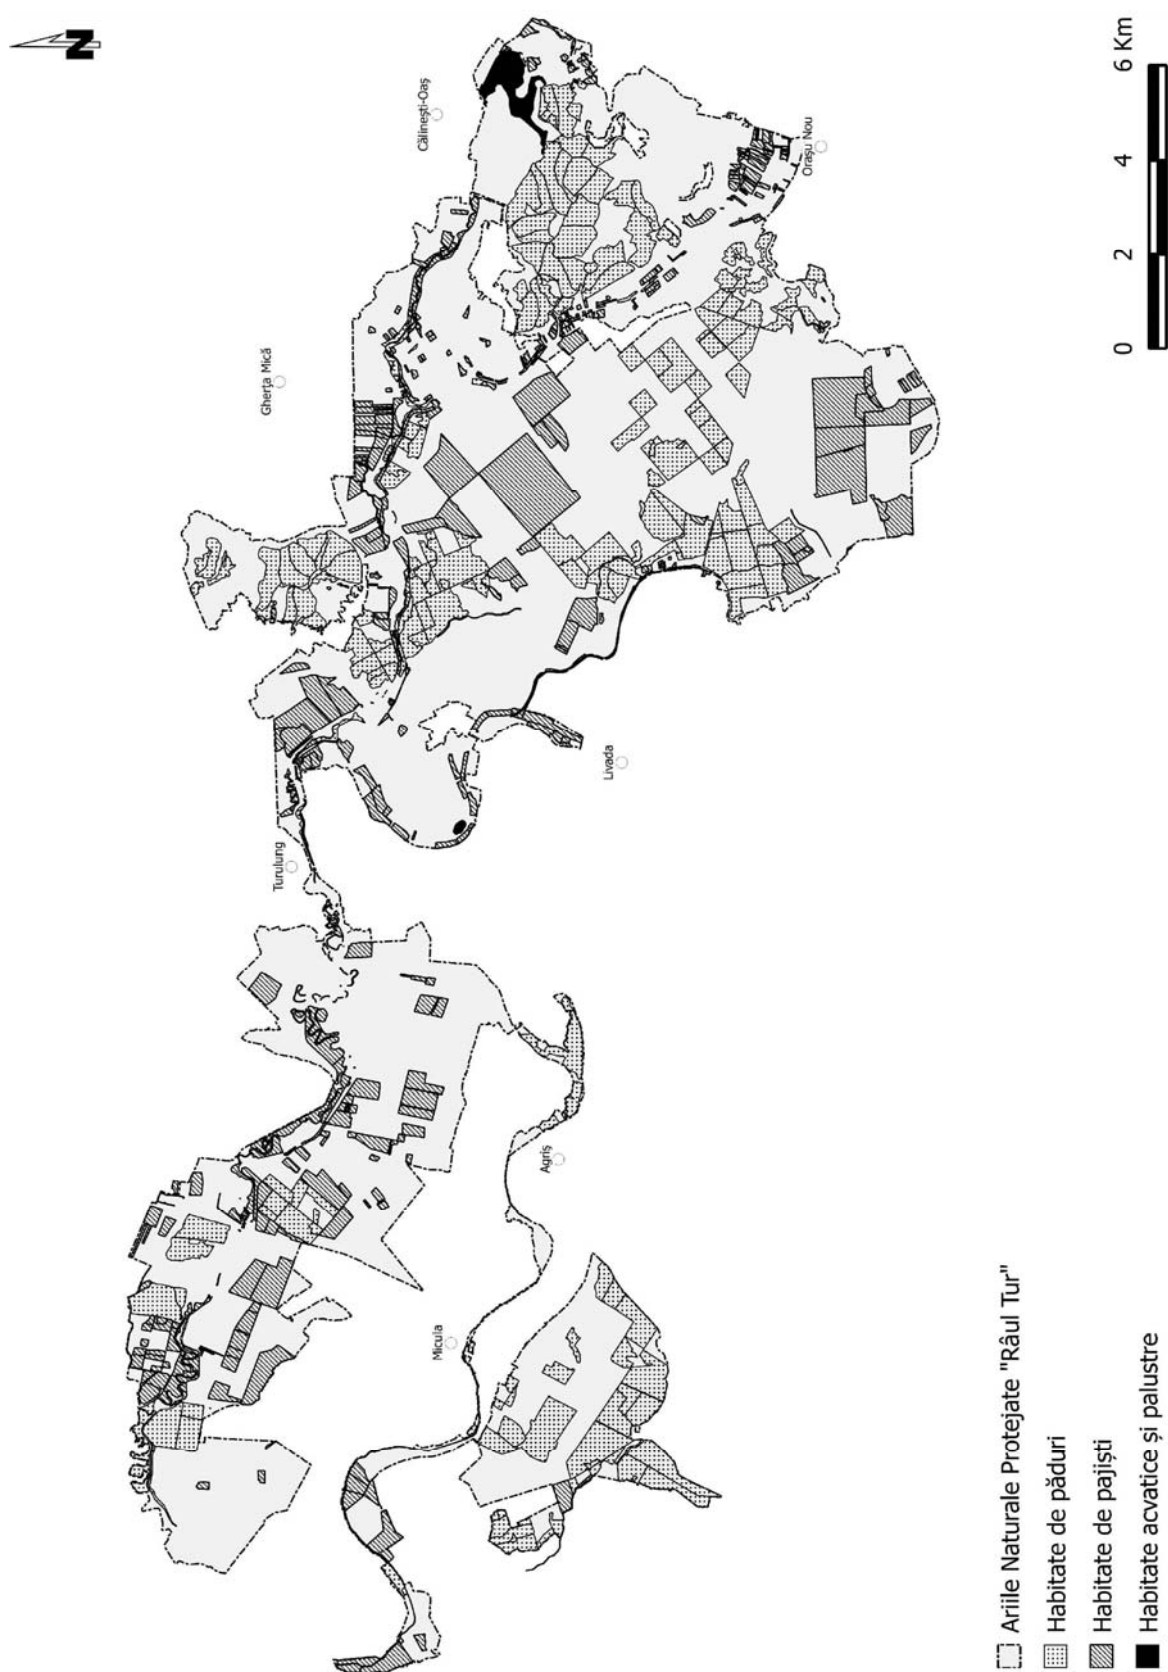 N
Călinești-Oaș
Orașu Nou
Gherța Mică
Livada
Turulung
Agriș
Micula
0 2 4 6 Km
Ariile Naturale Protejate "Râul Tur"
Habitate de păduri
Habitate de pajiști
Habitate acvatice și palustre